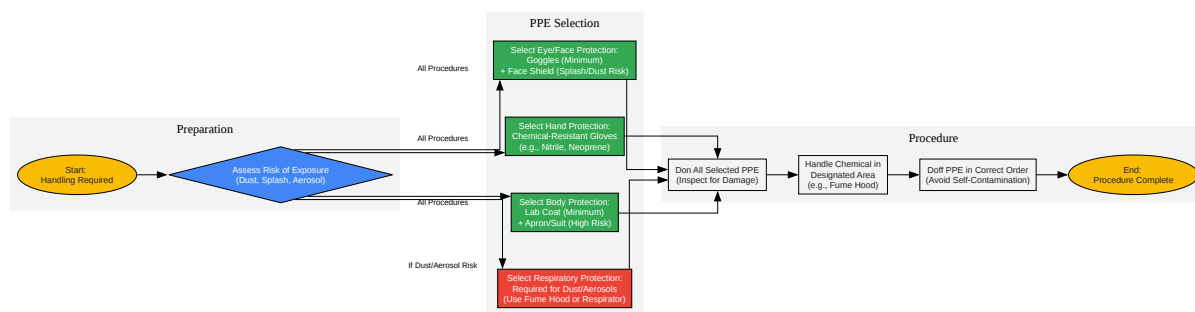 Preparation
Start:
Handling Required
Assess Risk of Exposure
(Dust, Splash, Aerosol)
All Procedures
All Procedures
All Procedures
If Dust/Aerosol Risk
PPE Selection
Select Eye/Face Protection:
Goggles (Minimum)
+ Face Shield (Splash/Dust Risk)
Select Hand Protection:
Chemical-Resistant Gloves
(e.g., Nitrile, Neoprene)
Select Body Protection:
Lab Coat (Minimum)
+ Apron/Suit (High Risk)
Select Respiratory Protection:
Required for Dust/Aerosols
(Use Fume Hood or Respirator)
Procedure
Don All Selected PPE
(Inspect for Damage)
Handle Chemical in
Designated Area
(e.g., Fume Hood)
Doff PPE in Correct Order
(Avoid Self-Contamination)
End:
Procedure Complete